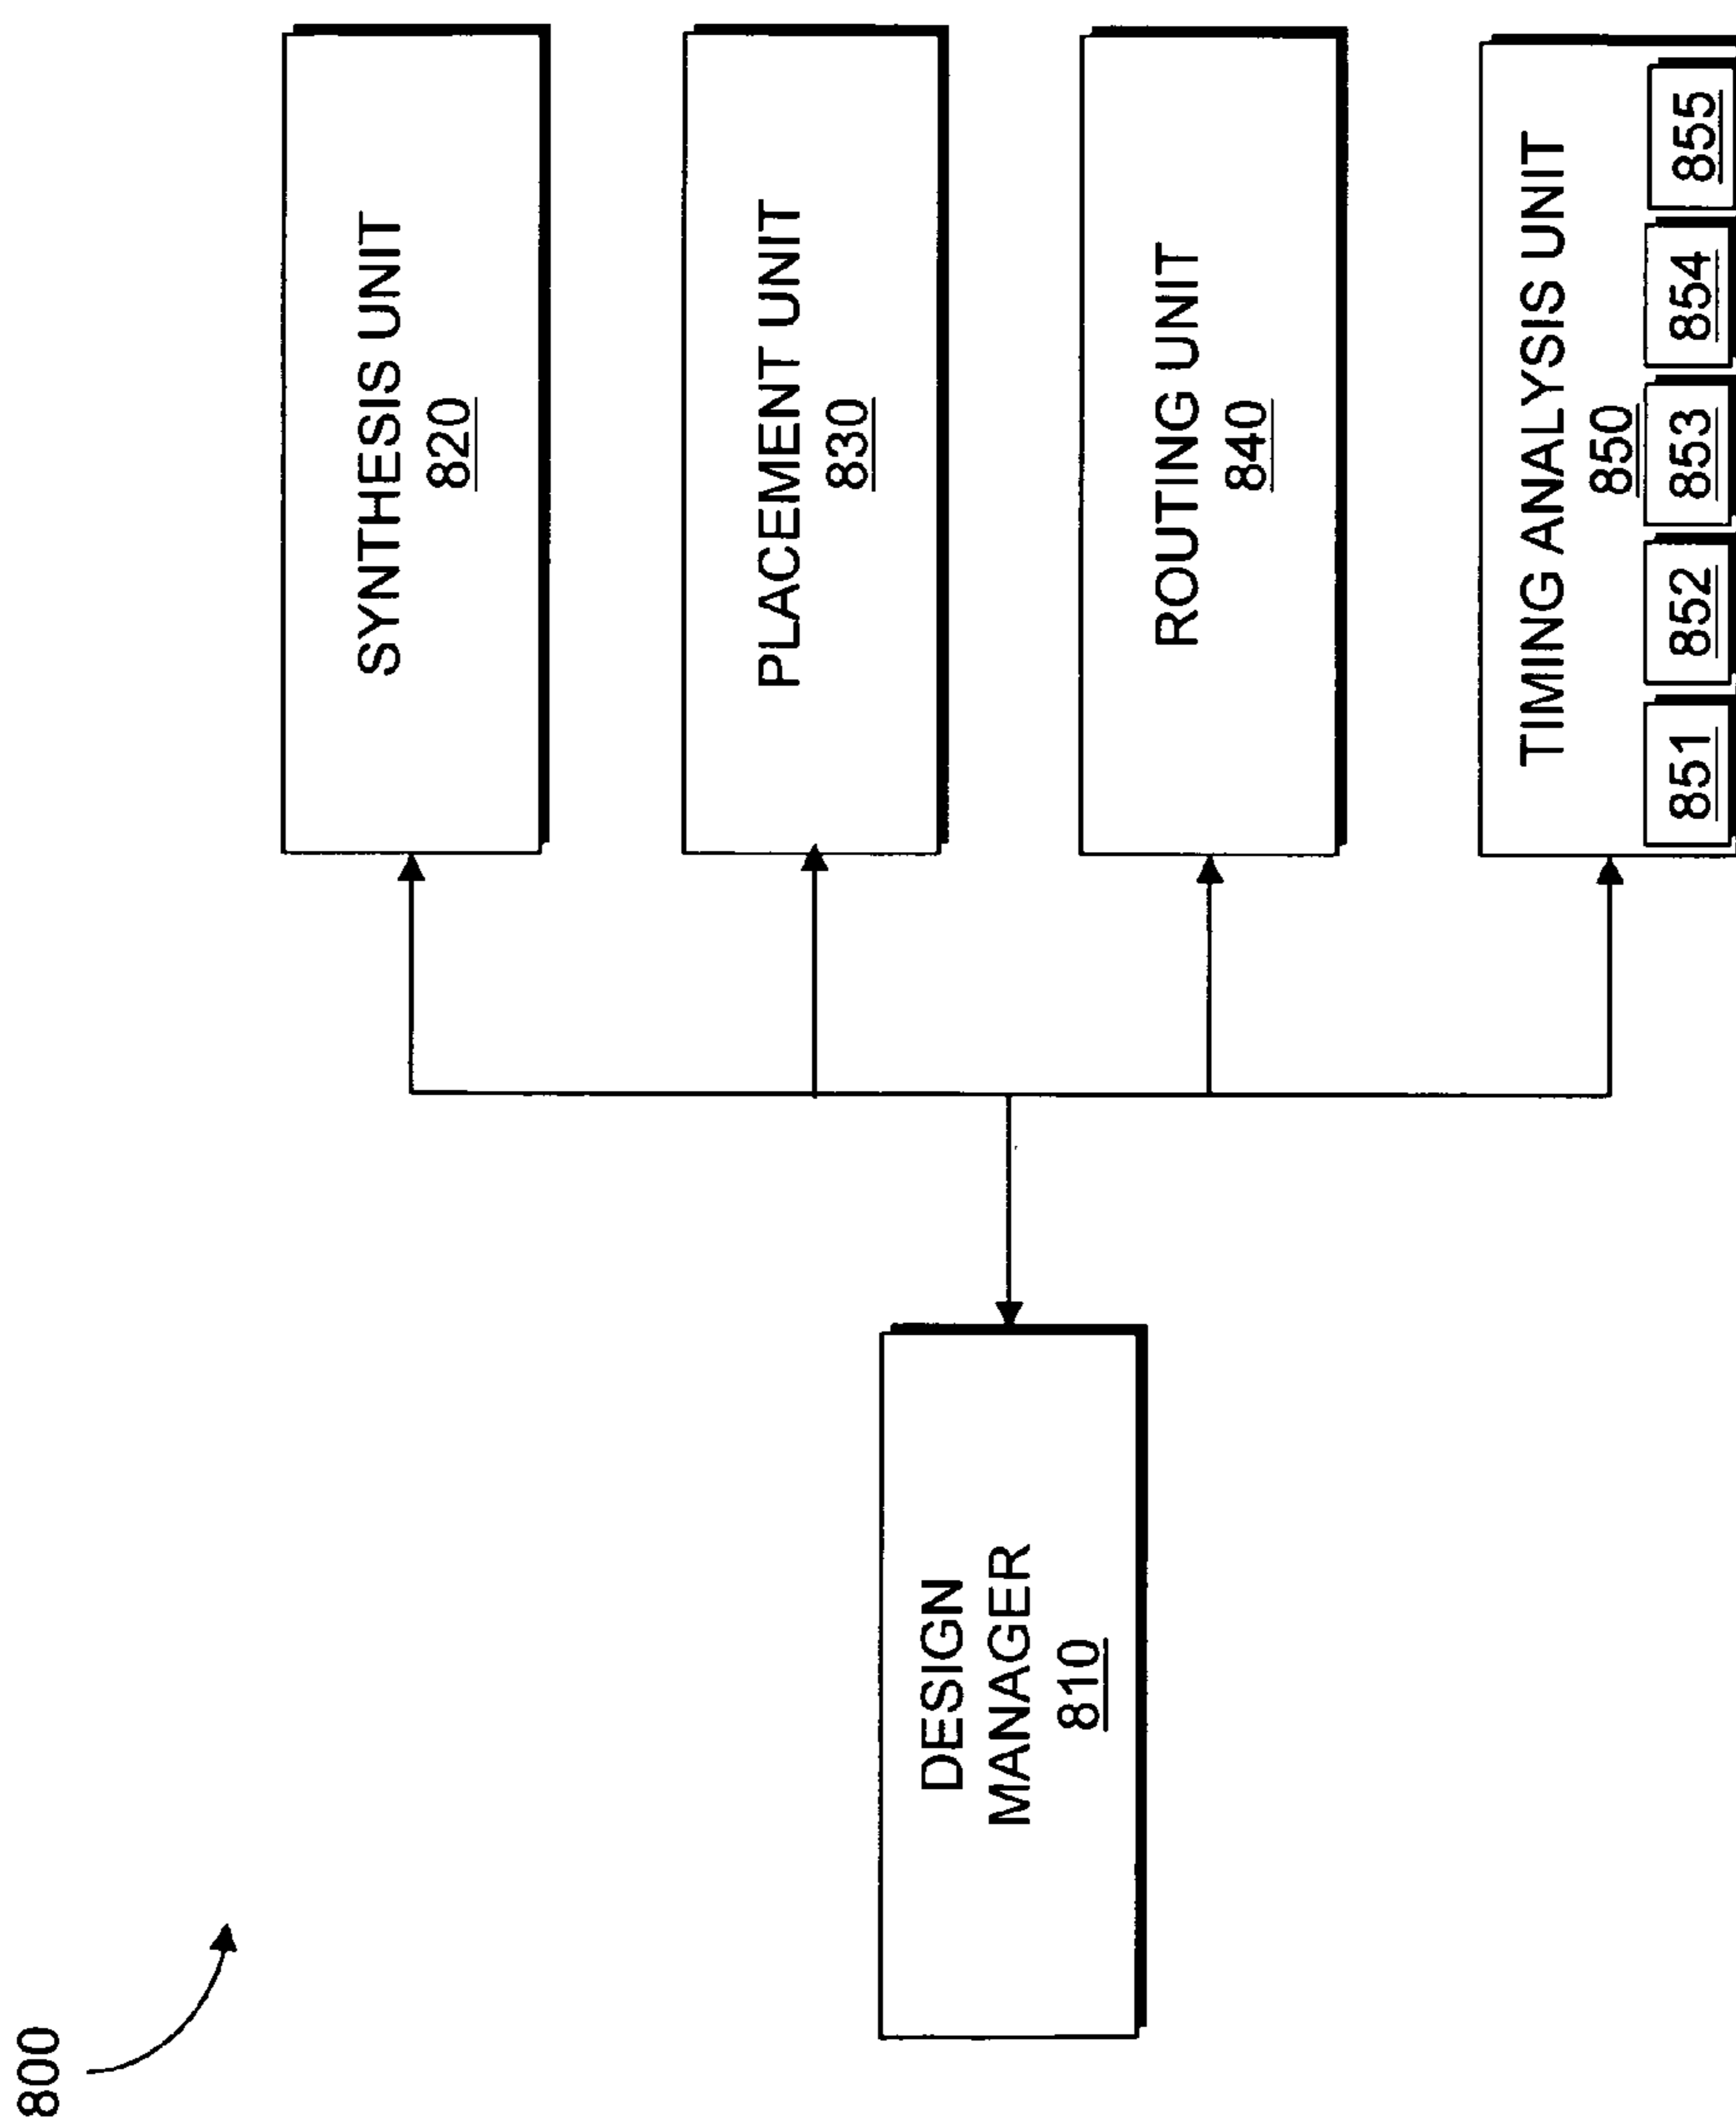 800
DESIGN
MANAGER
810
SYNTHESIS UNIT
820
PLACEMENT UNIT
830
ROUTING UNIT
840
TIMING ANALYSIS UNIT
850
851 852 853 854 855